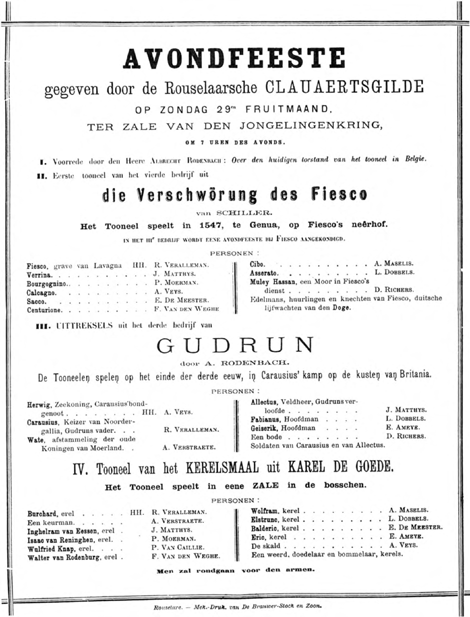 AVONDFEESTE
gegeven door de Rouselaarsche CLAUAERTSGILDE
OP ZONDAG 29en FRUITMAAND,
TER ZALE VAN DEN JONGELINGENKRING,
OM 7 UREN DES AVONDS.
I. Voorrede door den Heere ALBRECHT RODENBACH : Over den huidigen toestand van het tooneel in Belgie.
II. Eerste tooneel van het vierde bedrijf uit
die Verschwörung des Fiesco
van SCHILLER.
Het Tooneel speelt in 1547, te Genua, op Fiesco's neêrhof.
IN HET IIIe BEDRIJF WORDT EENE AVONDFEESTE BIJ FIESCO AANGEKONDIGD.
PERSONEN :
Fiesco, grave van Lavagna HH. R. VERALLEMAN.
Verrina. . . . . . . . J. MATTHYS.
Bourgognino. . . . . . . P. MOERMAN.
Calcagno. . . . . . . . A. VEYS.
Sacco. . . . . . . . . E. DE MEESTER.
Centurione. . . . . . . F. VAN DEN WEGHE
Cibo. . . . . . . . . A. MASELIS.
Asserato. . . . . . . . L. DOBBELS.
Muley Hassan, een Moor in Fiesco's
dienst . . . . . . . . D. RICHERS.
Edelmans, huurlingen en knechten van Fiesco, duitsche
lijfwachten van den Doge.
III. UITTREKSELS uit het derde bedrijf van
GUDRUN
door A. RODENBACH.
De Tooneelen spelen op het einde der derde eeuw, in Carausius' kamp op de kusten van Britania.
PERSONEN :
Herwig, Zeekoning, Carausius'bond-
genoot . . . . . . . HH. A. VEYS.
Carausius, Keizer van Noorder-
gallia, Gudruns vader. . . R. VERALLEMAN.
Wate, afstammeling der oude
Koningen van Moerland. . A. VERSTRAETE.
Allectus, Veldheer, Gudruns ver-
loofde . . . . . . . . J. MATTHYS.
Fabianus, Hoofdman . . . . L. DOBBELS.
Geiserik, Hoofdman . . . . E. AMEYE.
Een bode . . . . . . . D. RICHERS.
Soldaten van Carausius en van Allectus.
IV. Tooneel van het KERELSMAAL uit KAREL DE GOEDE.
Het Tooneel speelt in eene ZALE in de bosschen.
PERSONEN :
Burchard, erel . . . . HH. R. VERALLEMAN.
Een keurman. . . . . . . A. VERSTRAETE.
Inghelram van Eessen, erel . J. MATTHYS.
Isaac van Reninghen, erel. . P. MOERMAN.
Wulfried Knap, erel. . . . P. VAN CAILLIE.
Walter van Rodenburg, erel . F. VAN DEN WEGHE.
Wolfram, kerel . . . . . A. MASELIS.
Elstrune, kerel . . . . . L. DOBBELS.
Balderic, kerel . . . . . E. DE MEESTER.
Eric, kerel . . . . . . E. AMEYE.
De skald . . . . . . . A. VEYS.
Een weerd, doedelaar en bommelaar, kerels.
Men zal rondgaan voor den armen.
Rousselare. — Mek.-Druk. van De Brauwer-Stock en Zoon.